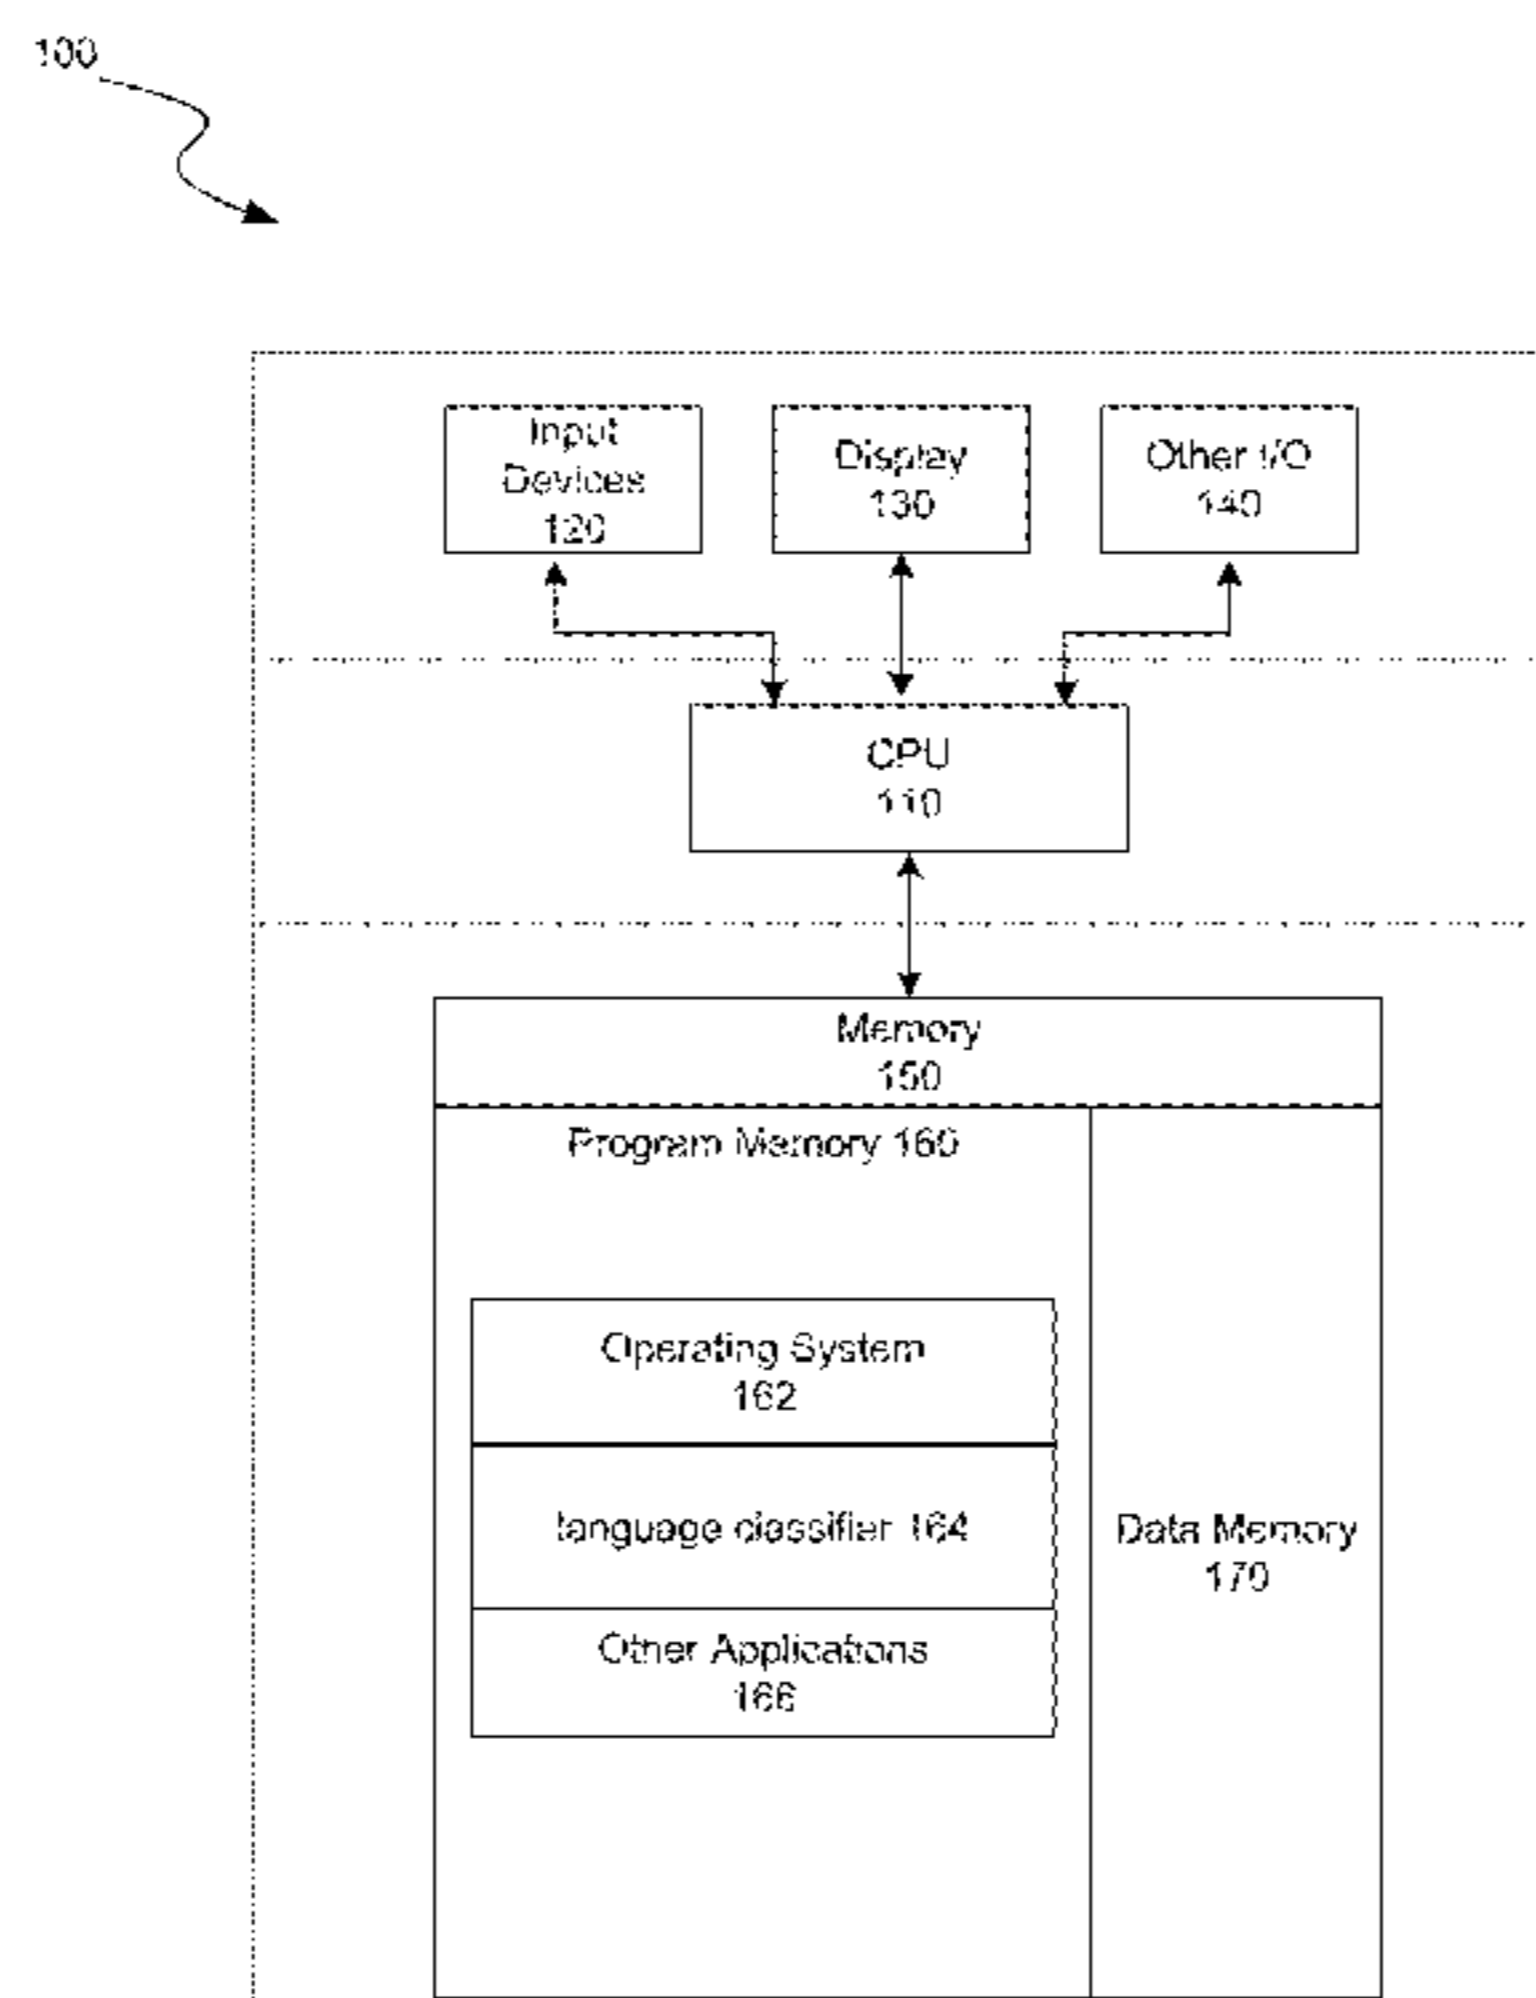 100
Input
Devices
120
Display
130
Other I/O
140
CPU
110
Memory
150
Program Memory 160
Operating System
162
language classifier 164
Other Applications
166
Data Memory
170